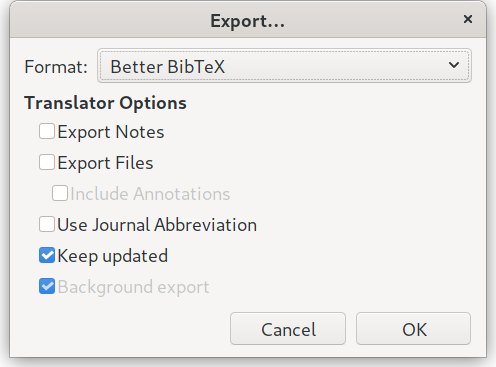 Export...
Format: Better BibTeX
Translator Options
Export Notes
Export Files
Include Annotations
Use Journal Abbreviation
Keep updated
Background export
Cancel OK